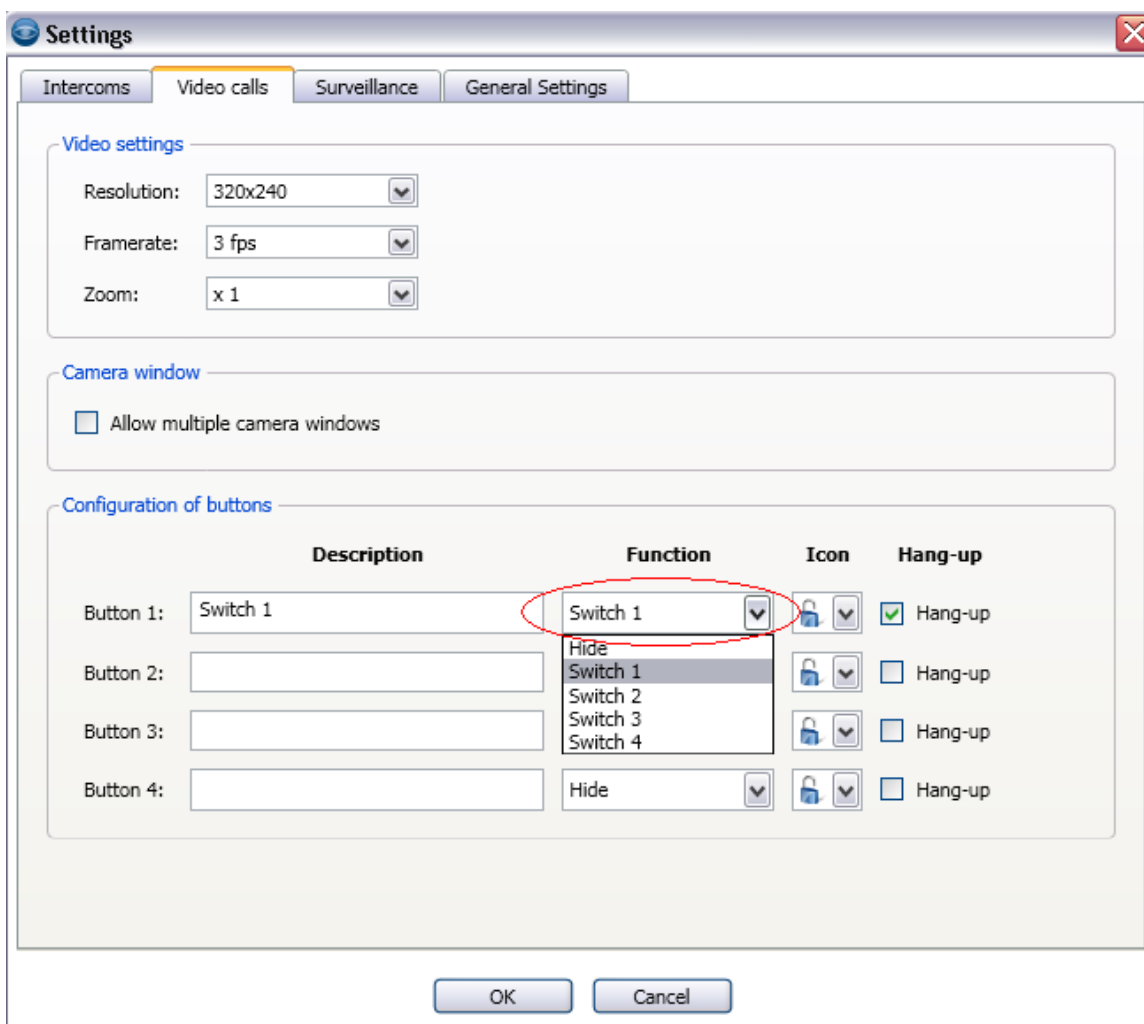 Settings
Intercoms Video calls Surveillance General Settings
Video settings
Resolution: 320x240
Framerate: 3 fps
Zoom: x 1
Camera window
Allow multiple camera windows
Configuration of buttons
Description Function Icon Hang-up
Button 1: Switch 1 Switch 1 Hang-up
Hide
Button 2: Switch 1 Hang-up
Switch 2
Button 3: Switch 3 Hang-up
Switch 4
Button 4: Hide Hang-up
OK Cancel